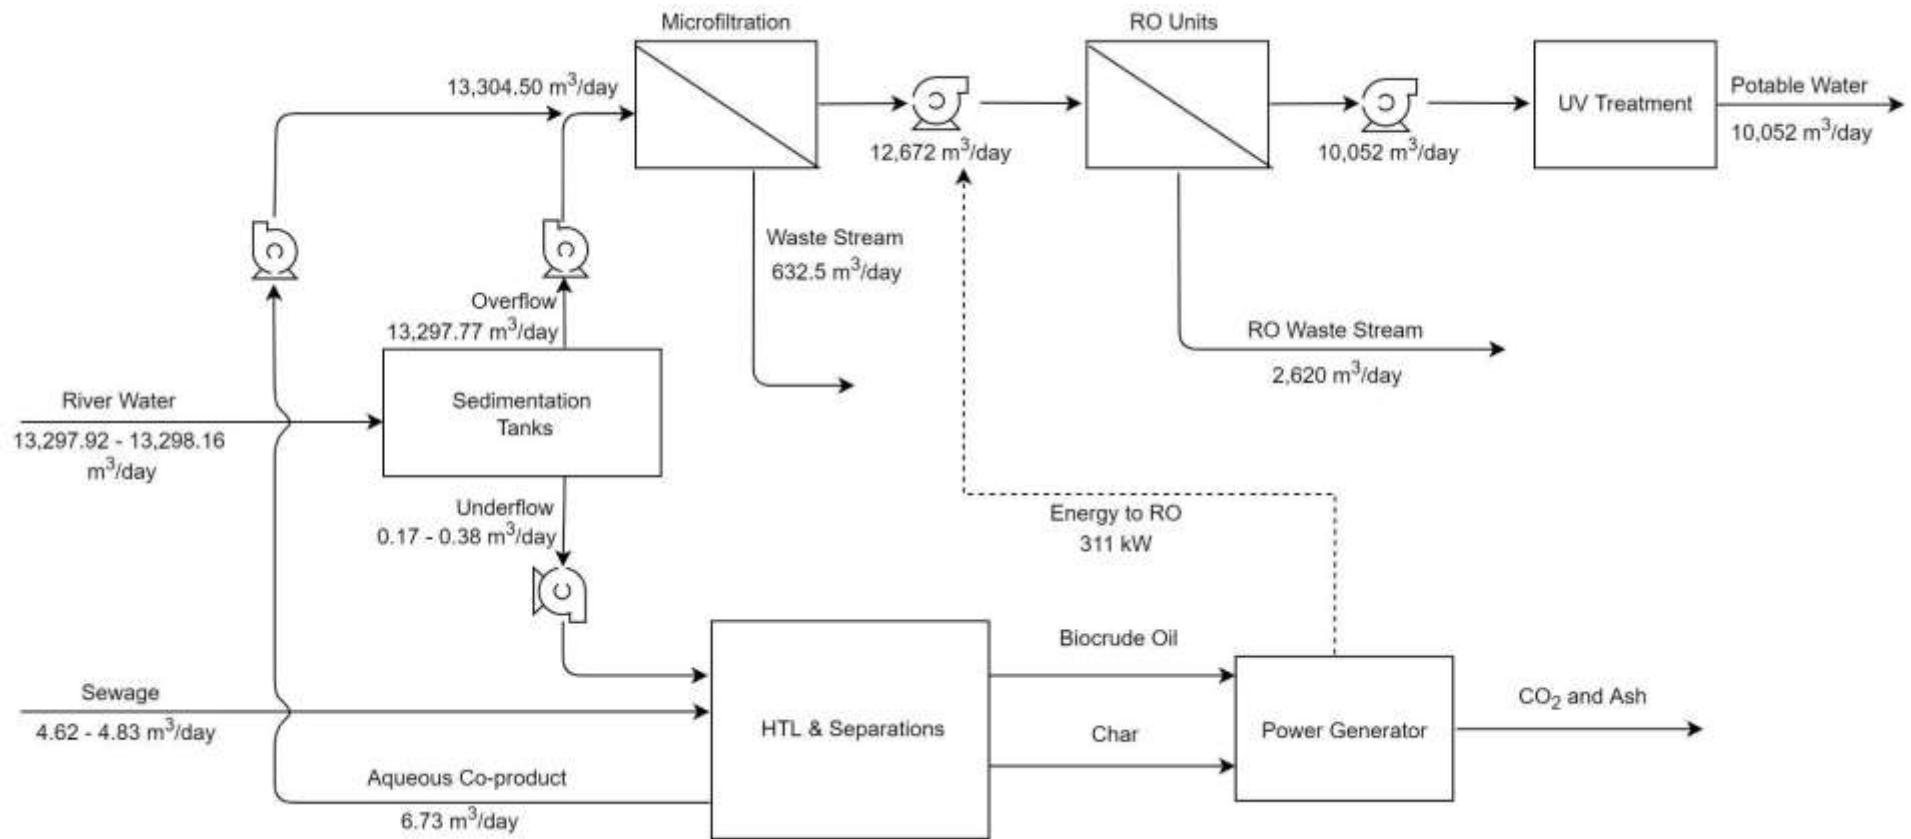 Microfiltration
RO Units
13,304.50 m³/day
UV Treatment
Potable Water
10,052 m³/day
12,672 m³/day
10,052 m³/day
Waste Stream
632.5 m³/day
Overflow
13,297.77 m³/day
RO Waste Stream
2,620 m³/day
River Water
13,297.92 - 13,298.16
m³/day
Sedimentation
Tanks
Underflow
0.17 - 0.38 m³/day
Energy to RO
311 kW
Sewage
4.62 - 4.83 m³/day
HTL & Separations
Biocrude Oil
Char
Power Generator
CO₂ and Ash
Aqueous Co-product
6.73 m³/day